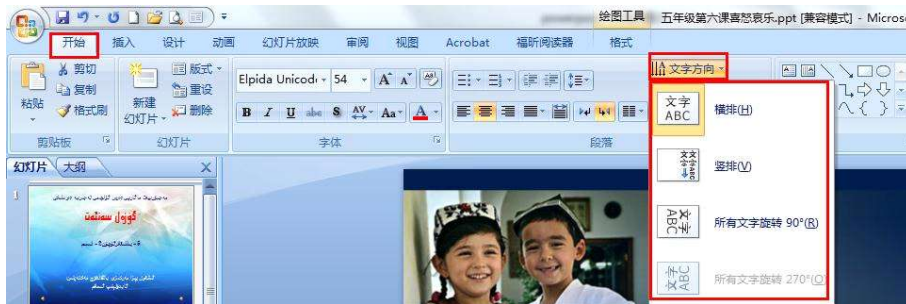 绘图工具
五年级第六课喜怒哀乐.ppt [兼容模式] - Micros
开始 插入 设计 动画 幻灯片放映 审阅 视图 Acrobat 福昕阅读器 格式
粘贴
剪切
复制
格式刷
剪贴板
新建
幻灯片
版式
重设
删除
幻灯片
Elpida Unicode 54
B I U abc S AV Aa A
字体
段落
文字方向
文字
ABC
横排(H)
竖排(V)
所有文字旋转 90°(R)
所有文字旋转 270°(O
幻灯片 大纲
1
گۈزەل سەنئەت